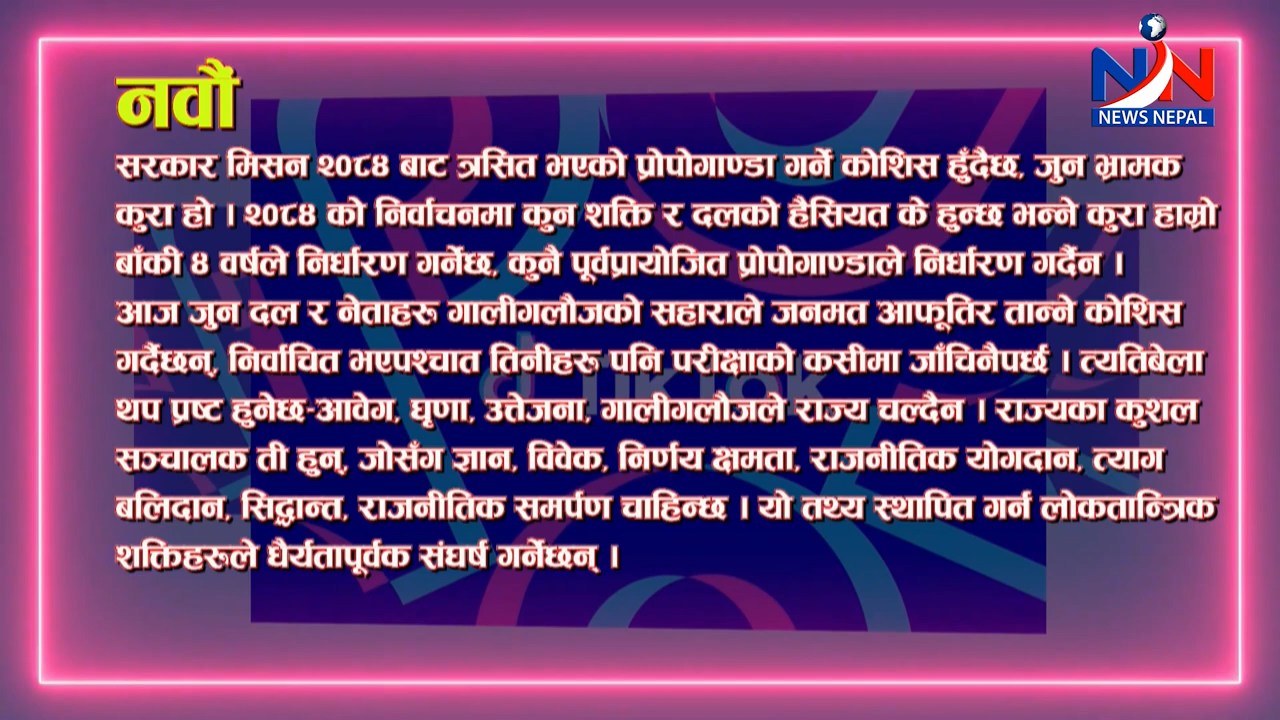 नवौं
NEWS NEPAL
सरकार मिसन २०८४ बाट त्रसित भएको प्रोपोगाण्डा गर्ने कोशिस हुँदैछ, जुन भ्रामक
कुरा हो । २०८४ को निर्वाचनमा कुन शक्ति र दलको हैसियत के हुन्छ भन्ने कुरा हाम्रो
बाँकी ४ वर्षले निर्धारण गर्नेछ, कुनै पूर्वप्रायोजित प्रोपोगाण्डाले निर्धारण गर्दैन ।
आज जुन दल र नेताहरू गालीगलौजको सहाराले जनमत आफूतिर तान्ने कोशिस
गर्दैछन्, निर्वाचित भएपश्चात तिनीहरू पनि परीक्षाको कसीमा जाँचिनैपर्छ । त्यतिबेला
थप प्रष्ट हुनेछ-आवेग, घृणा, उत्तेजना, गालीगलौजले राज्य चल्दैन । राज्यका कुशल
सञ्चालक ती हुन्, जोसँग ज्ञान, विवेक, निर्णय क्षमता, राजनीतिक योगदान, त्याग
बलिदान, सिद्धान्त, राजनीतिक समर्पण चाहिन्छ । यो तथ्य स्थापित गर्न लोकतान्त्रिक
शक्तिहरूले धैर्यतापूर्वक संघर्ष गर्नेछन् ।
TikTok